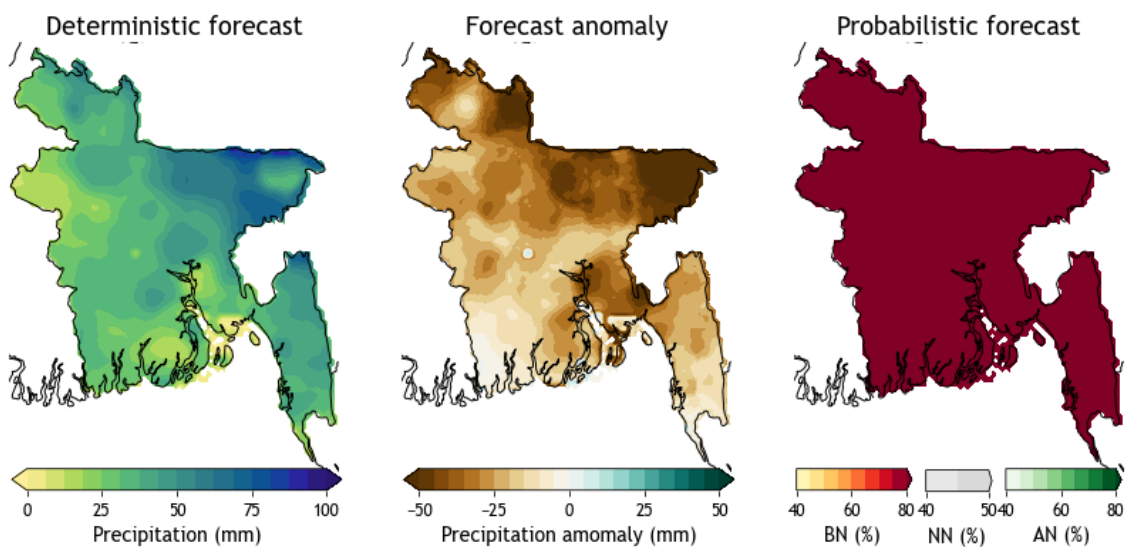 Deterministic forecast
Forecast anomaly
Probabilistic forecast
0 25 50 75 100
Precipitation (mm)
−50 −25 0 25 50
Precipitation anomaly (mm)
40 60 80
BN (%)
40 50
NN (%)
40 60 80
AN (%)